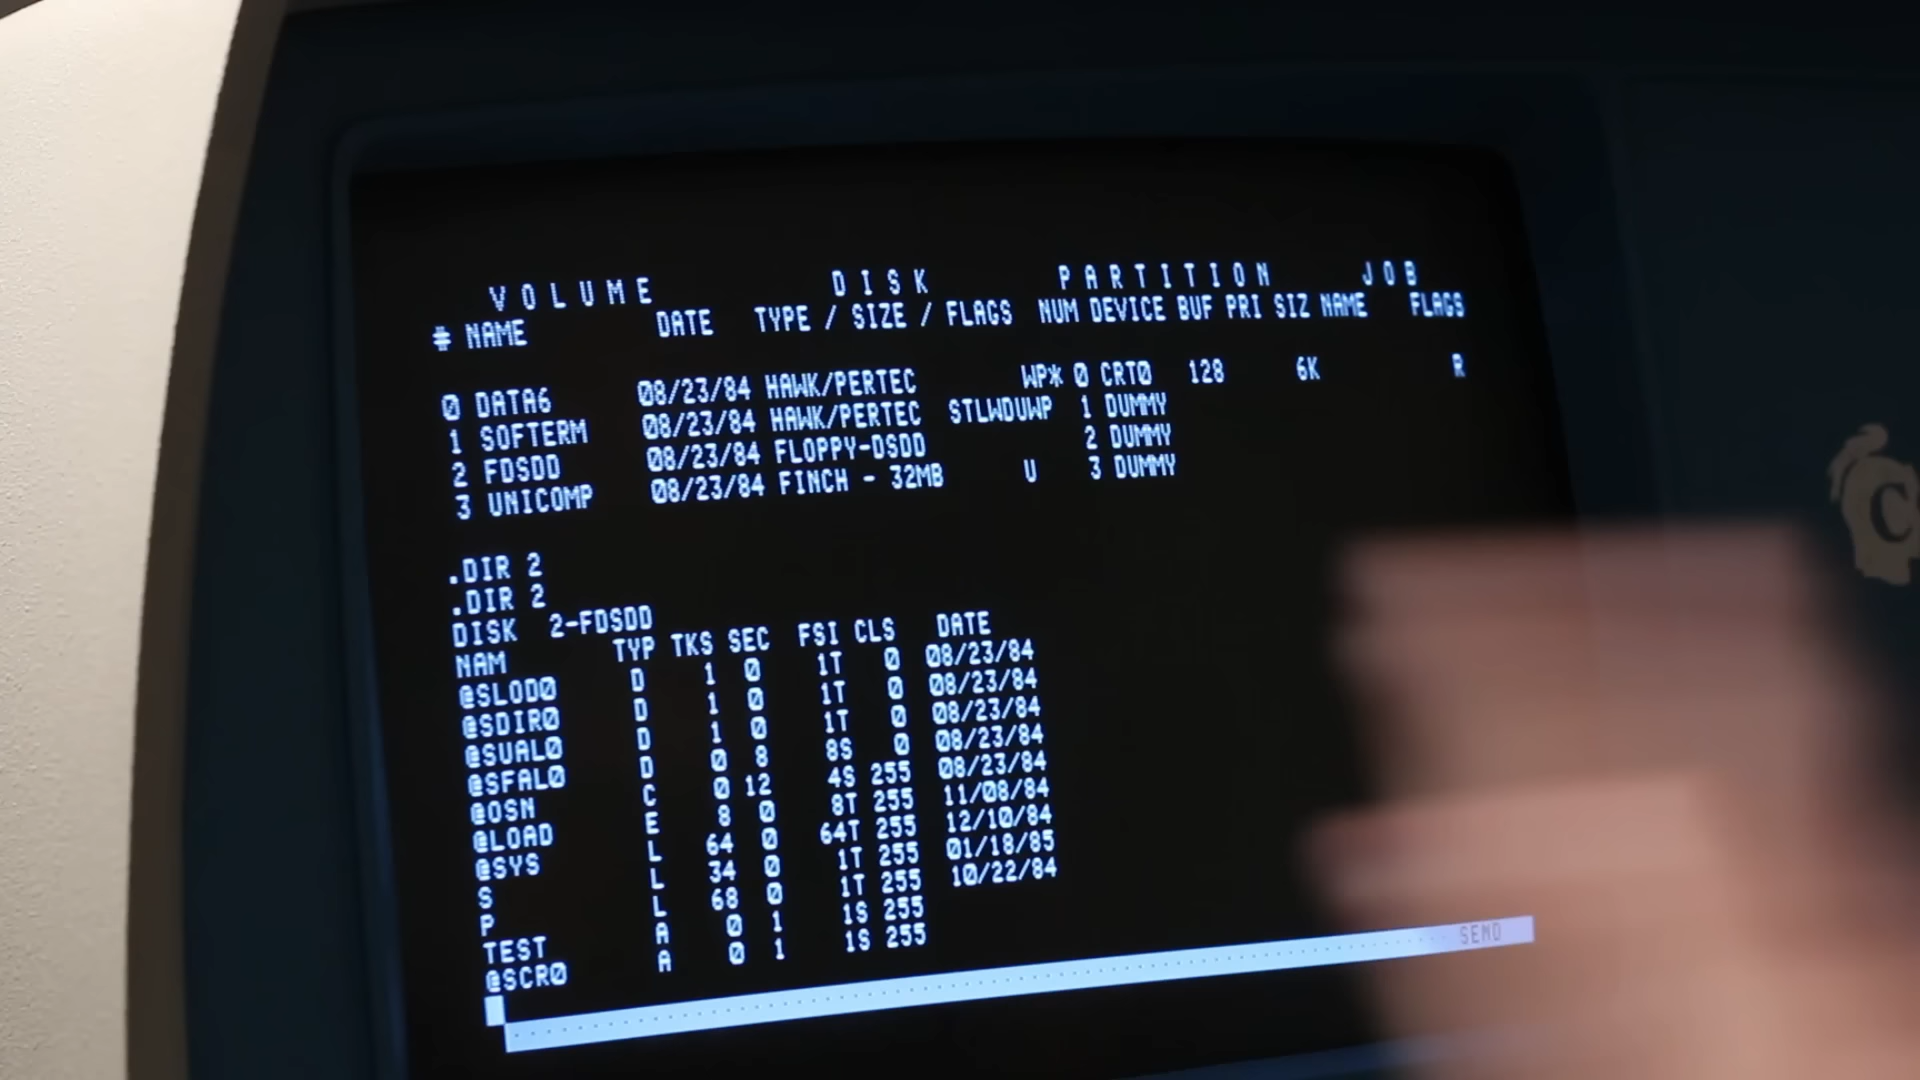 VOLUME DISK PARTITION JOB
# NAME DATE TYPE / SIZE / FLAGS NUM DEVICE BUF PRI SIZ NAME FLAGS
0 DATA6 08/23/84 HAWK/PERTEC WP* 0 CRT0 128 6K R
1 SOFTERM 08/23/84 HAWK/PERTEC STLWDUWP 1 DUMMY
2 FDSDD 08/23/84 FLOPPY-DSDD 2 DUMMY
3 UNICOMP 08/23/84 FINCH - 32MB U 3 DUMMY
.DIR 2
.DIR 2
DISK 2-FDSDD
NAM TYP TKS SEC FSI CLS DATE
@SLOD0 D 1 0 1T 0 08/23/84
@SDIR0 D 1 0 1T 0 08/23/84
@SUAL0 D 1 0 1T 0 08/23/84
@SFAL0 D 0 8 8S 0 08/23/84
@OSN C 0 12 4S 255 08/23/84
@LOAD E 8 0 8T 255 11/08/84
@SYS L 64 0 64T 255 12/10/84
S L 34 0 1T 255 01/18/85
P L 68 0 1T 255 10/22/84
TEST A 0 1 1S 255
@SCR0 A 0 1 1S 255
SEND
C